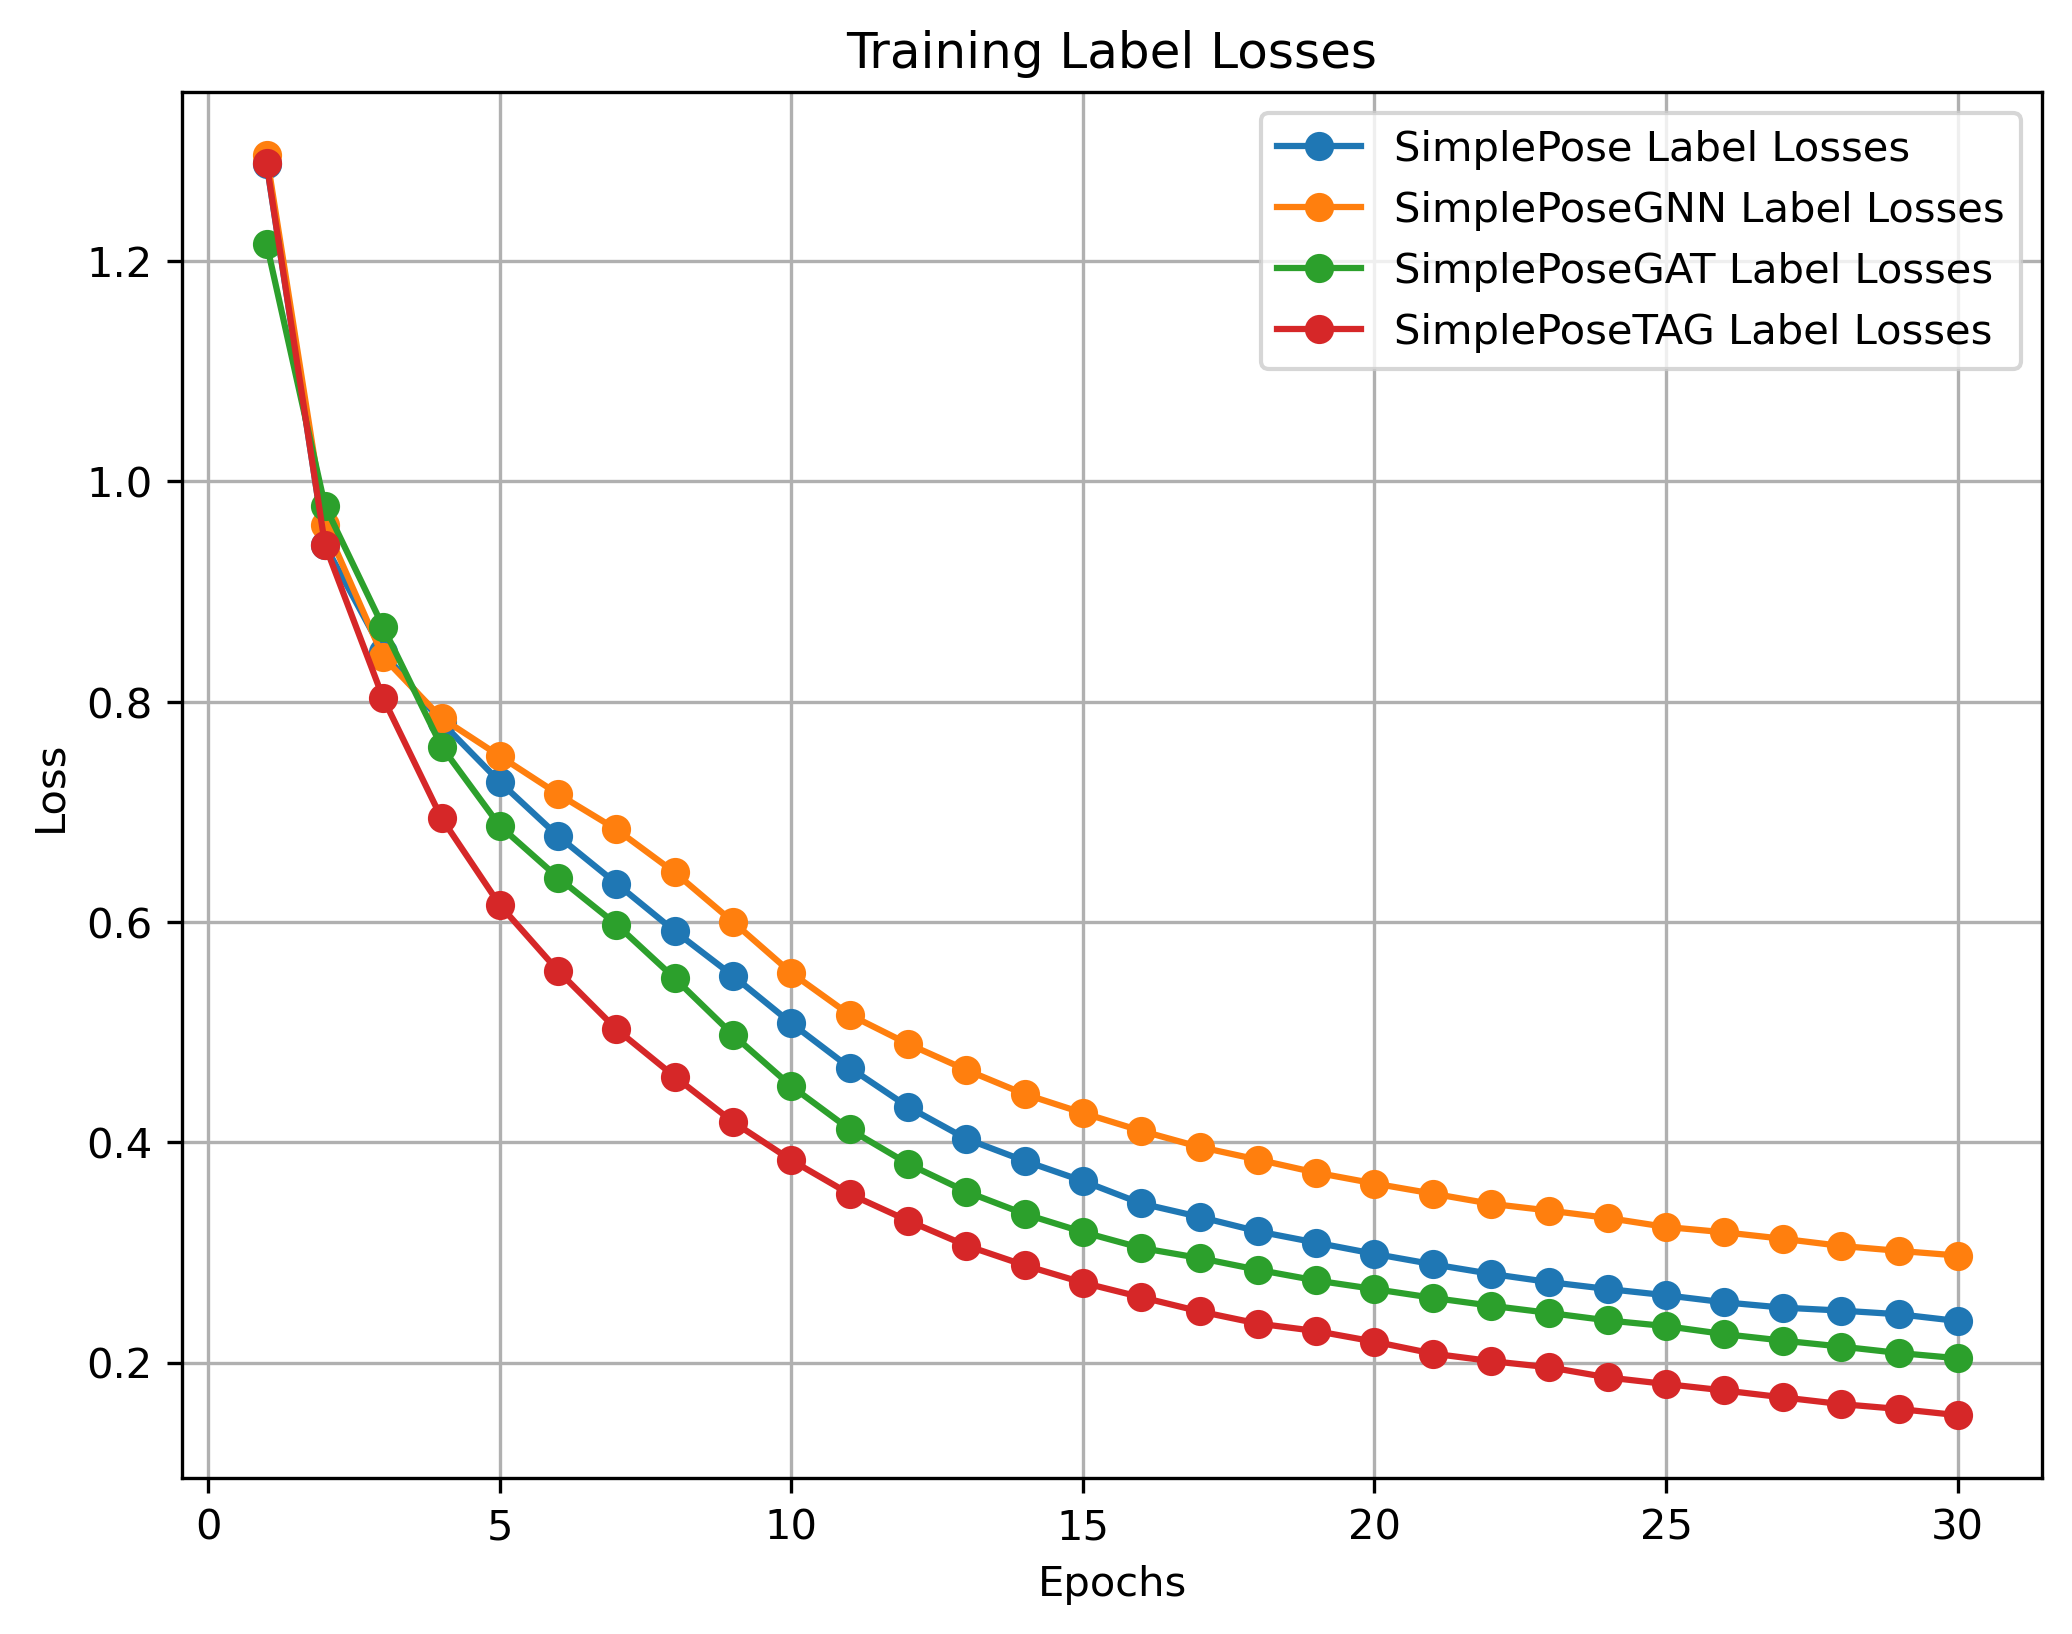 Training Label Losses
SimplePose Label Losses
SimplePoseGNN Label Losses
SimplePoseGAT Label Losses
SimplePoseTAG Label Losses
1.2
1.0
0.8
0.6
0.4
0.2
Loss
0 5 10 15 20 25 30
Epochs